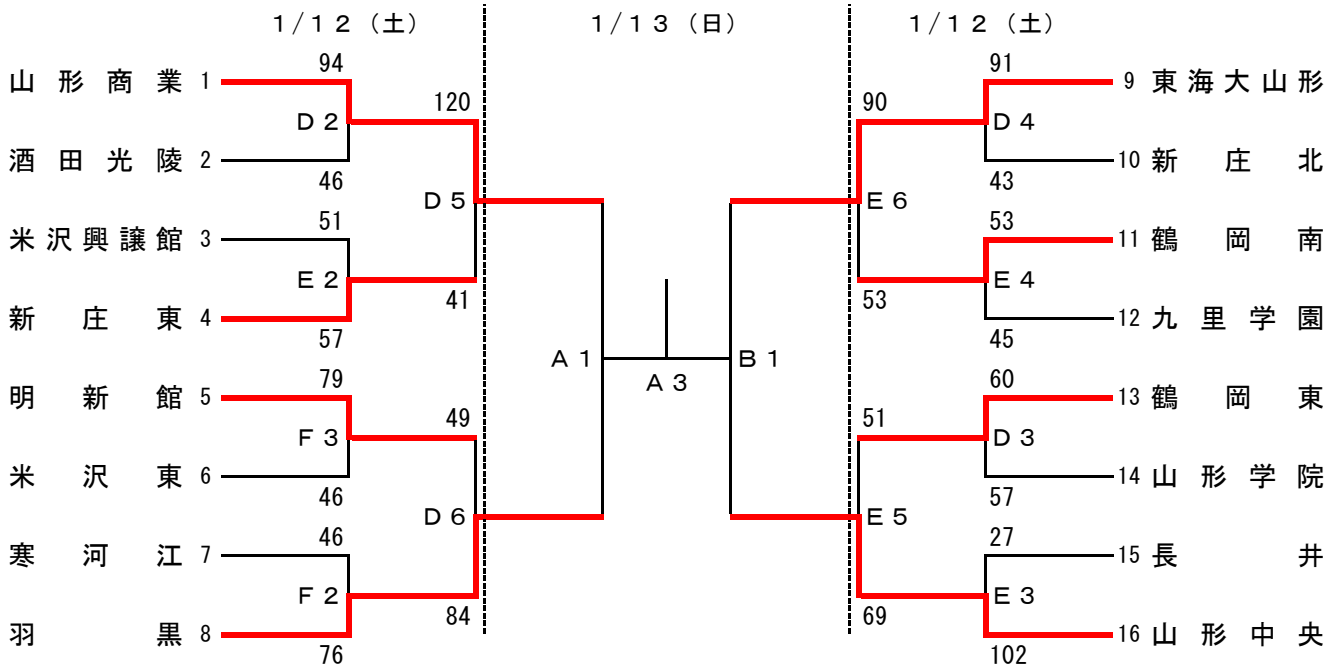 1/12（土） 1/13（日） 1/12（土）
94 91
山形商業 1 9 東海大山形
120 90
D2 D4
酒田光陵 2 10 新庄北
46 43
D5 E6
51 53
米沢興譲館 3 11 鶴岡南
E2 E4
41 53
新庄東 4 12 九里学園
57 45
A1 B1
A3
79 60
明新館 5 13 鶴岡東
49 51
F3 D3
米沢東 6 14 山形学院
46 57
D6 E5
46 27
寒河江 7 15 長井
F2 E3
84 69
羽黒 8 16 山形中央
76 102